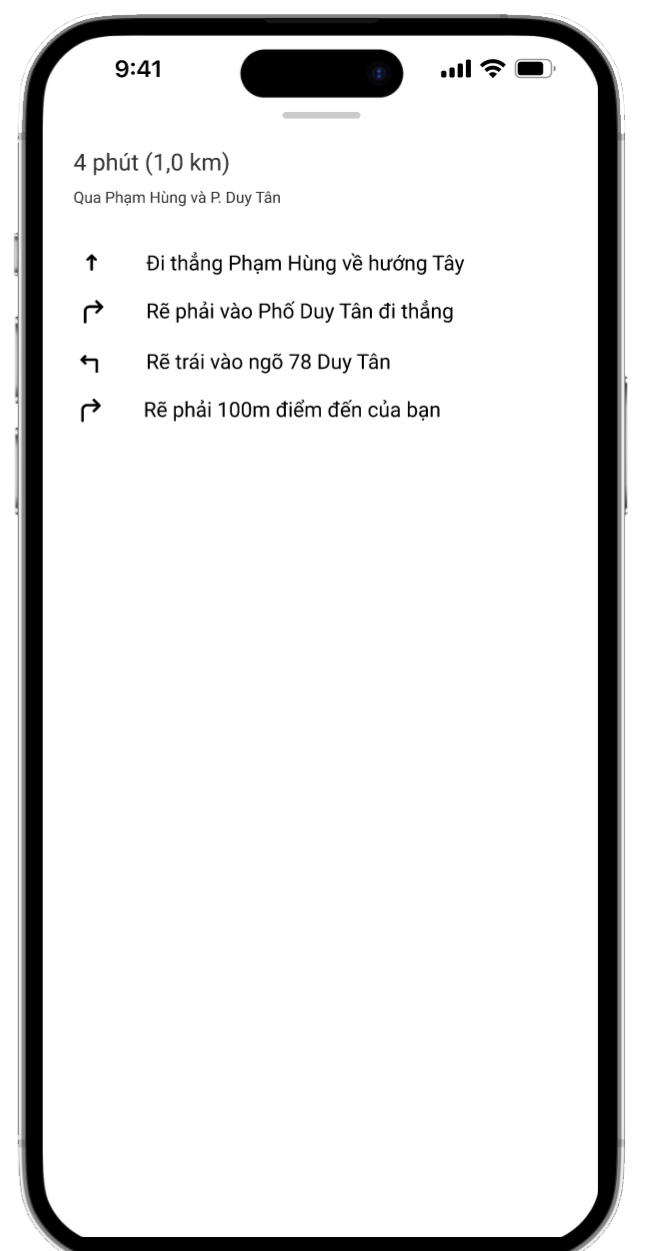 9:41
4 phút (1,0 km)
Qua Phạm Hùng và P. Duy Tân
Đi thẳng Phạm Hùng về hướng Tây
Rẽ phải vào Phố Duy Tân đi thẳng
Rẽ trái vào ngõ 78 Duy Tân
Rẽ phải 100m điểm đến của bạn